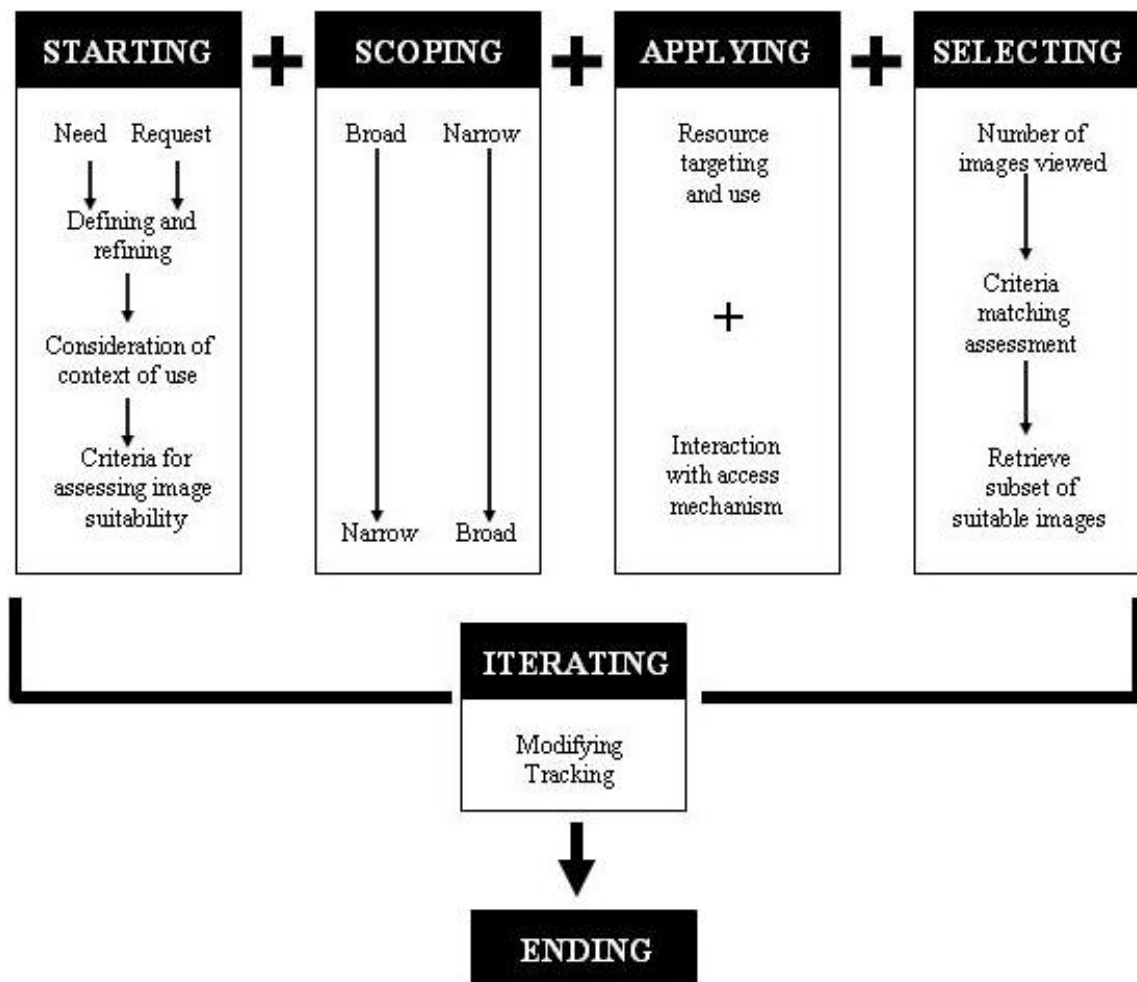 STARTING
+
SCOPING
+
APPLYING
+
SELECTING
Need Request
Defining and
refining
Consideration of
context of use
Criteria for
assessing image
suitability
Broad Narrow
Narrow Broad
Resource
targeting
and use
+
Interaction
with access
mechanism
Number of
images viewed
Criteria
matching
assessment
Retrieve
subset of
suitable images
ITERATING
Modifying
Tracking
ENDING